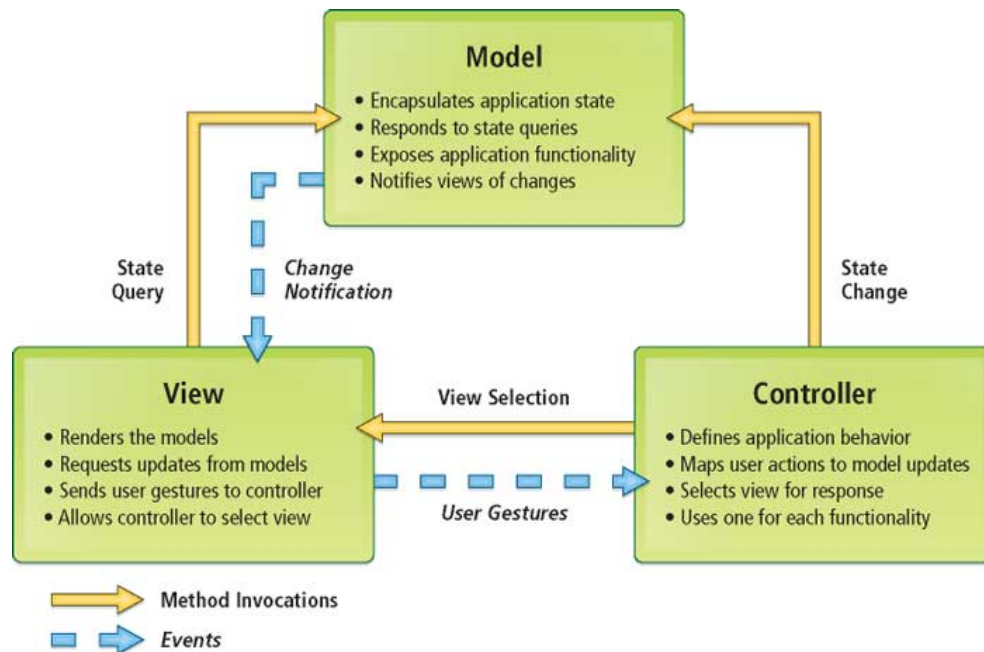 Model
• Encapsulates application state
• Responds to state queries
• Exposes application functionality
• Notifies views of changes
State
Query
Change
Notification
State
Change
View
• Renders the models
• Requests updates from models
• Sends user gestures to controller
• Allows controller to select view
View Selection
User Gestures
Controller
• Defines application behavior
• Maps user actions to model updates
• Selects view for response
• Uses one for each functionality
Method Invocations
Events